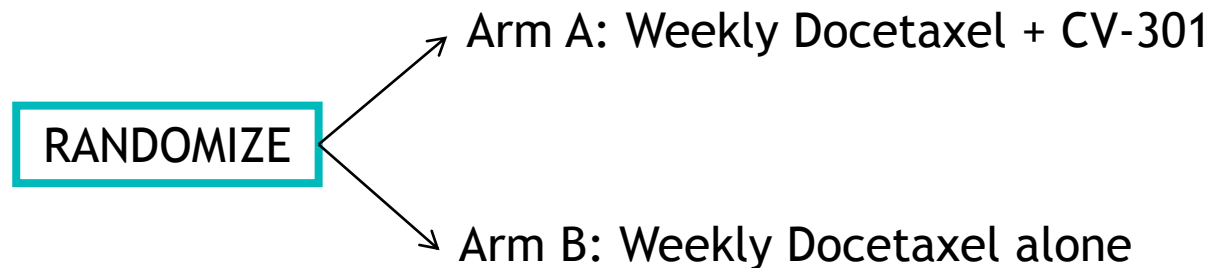 Arm A: Weekly Docetaxel + CV-301
RANDOMIZE
Arm B: Weekly Docetaxel alone